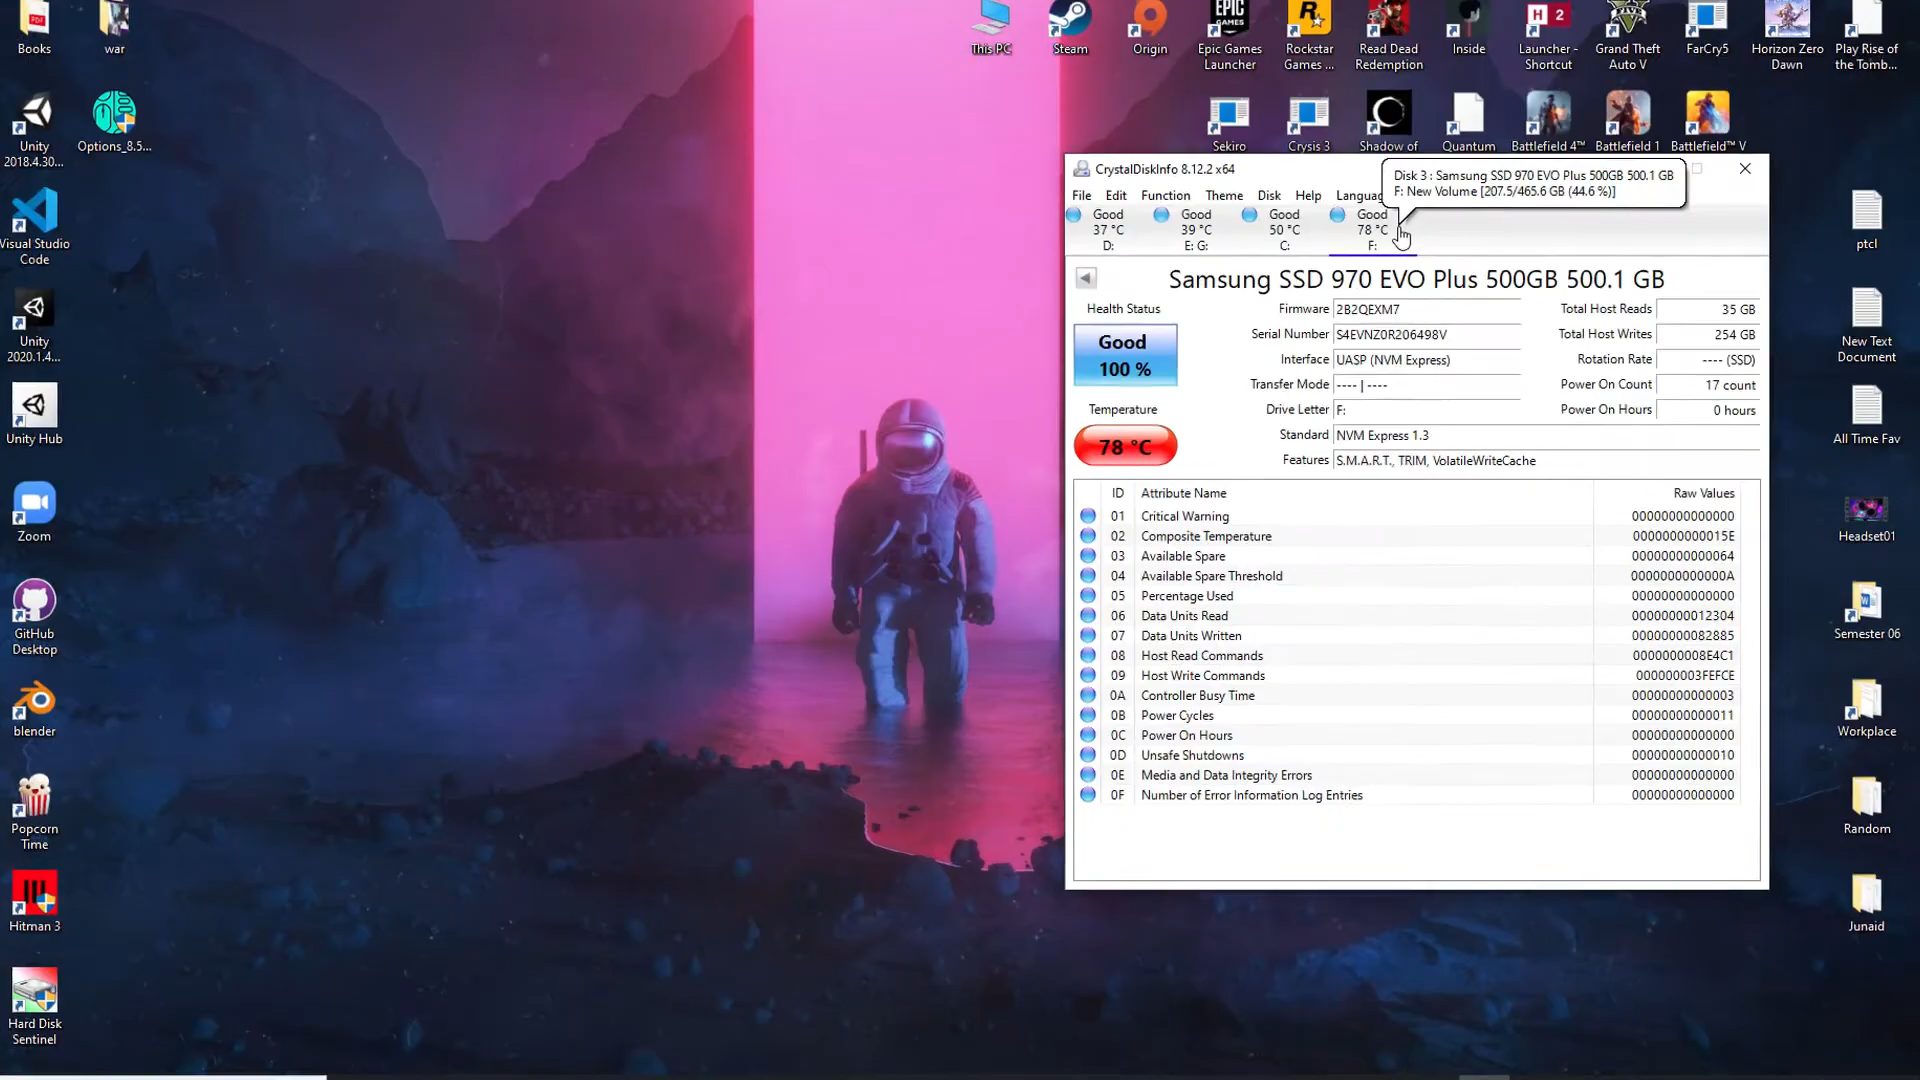 Books
war
This PC
Steam
Origin
Epic Games
Launcher
Rockstar
Games ...
Read Dead
Redemption
Inside
Launcher -
Shortcut
Grand Theft
Auto V
FarCry5
Horizon Zero
Dawn
Play Rise of
the Tomb...
Unity
2018.4.30...
Options_8.5...
Sekiro
Crysis 3
Shadow of
Quantum
Battlefield 4™
Battlefield 1
Battlefield™ V
CrystalDiskInfo 8.12.2 x64
Disk 3 : Samsung SSD 970 EVO Plus 500GB 500.1 GB
F: New Volume [207.5/465.6 GB (44.6 %)]
File Edit Function Theme Disk Help Languag
Good
37 °C
D:
Good
39 °C
E: G:
Good
50 °C
C:
Good
78 °C
F:
Samsung SSD 970 EVO Plus 500GB 500.1 GB
Health Status
Good
100 %
Temperature
78 °C
Firmware 2B2QEXM7
Serial Number S4EVNZ0R206498V
Interface UASP (NVM Express)
Transfer Mode ---- | ----
Drive Letter F:
Standard NVM Express 1.3
Features S.M.A.R.T., TRIM, VolatileWriteCache
Total Host Reads 35 GB
Total Host Writes 254 GB
Rotation Rate ---- (SSD)
Power On Count 17 count
Power On Hours 0 hours
ID Attribute Name Raw Values
01 Critical Warning 00000000000000
02 Composite Temperature 0000000000015E
03 Available Spare 00000000000064
04 Available Spare Threshold 0000000000000A
05 Percentage Used 00000000000000
06 Data Units Read 00000000012304
07 Data Units Written 00000000082885
08 Host Read Commands 0000000008E4C1
09 Host Write Commands 000000003FEFCE
0A Controller Busy Time 00000000000003
0B Power Cycles 00000000000011
0C Power On Hours 00000000000000
0D Unsafe Shutdowns 00000000000010
0E Media and Data Integrity Errors 00000000000000
0F Number of Error Information Log Entries 00000000000000
Visual Studio
Code
Unity
2020.1.4...
Unity Hub
Zoom
GitHub
Desktop
blender
Popcorn
Time
Hitman 3
Hard Disk
Sentinel
ptcl
New Text
Document
All Time Fav
Headset01
Semester 06
Workplace
Random
Junaid